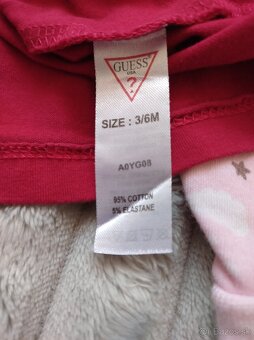 GUESS
USA
?
SIZE : 3/6M
A0YG08
95% COTTON
5% ELASTANE